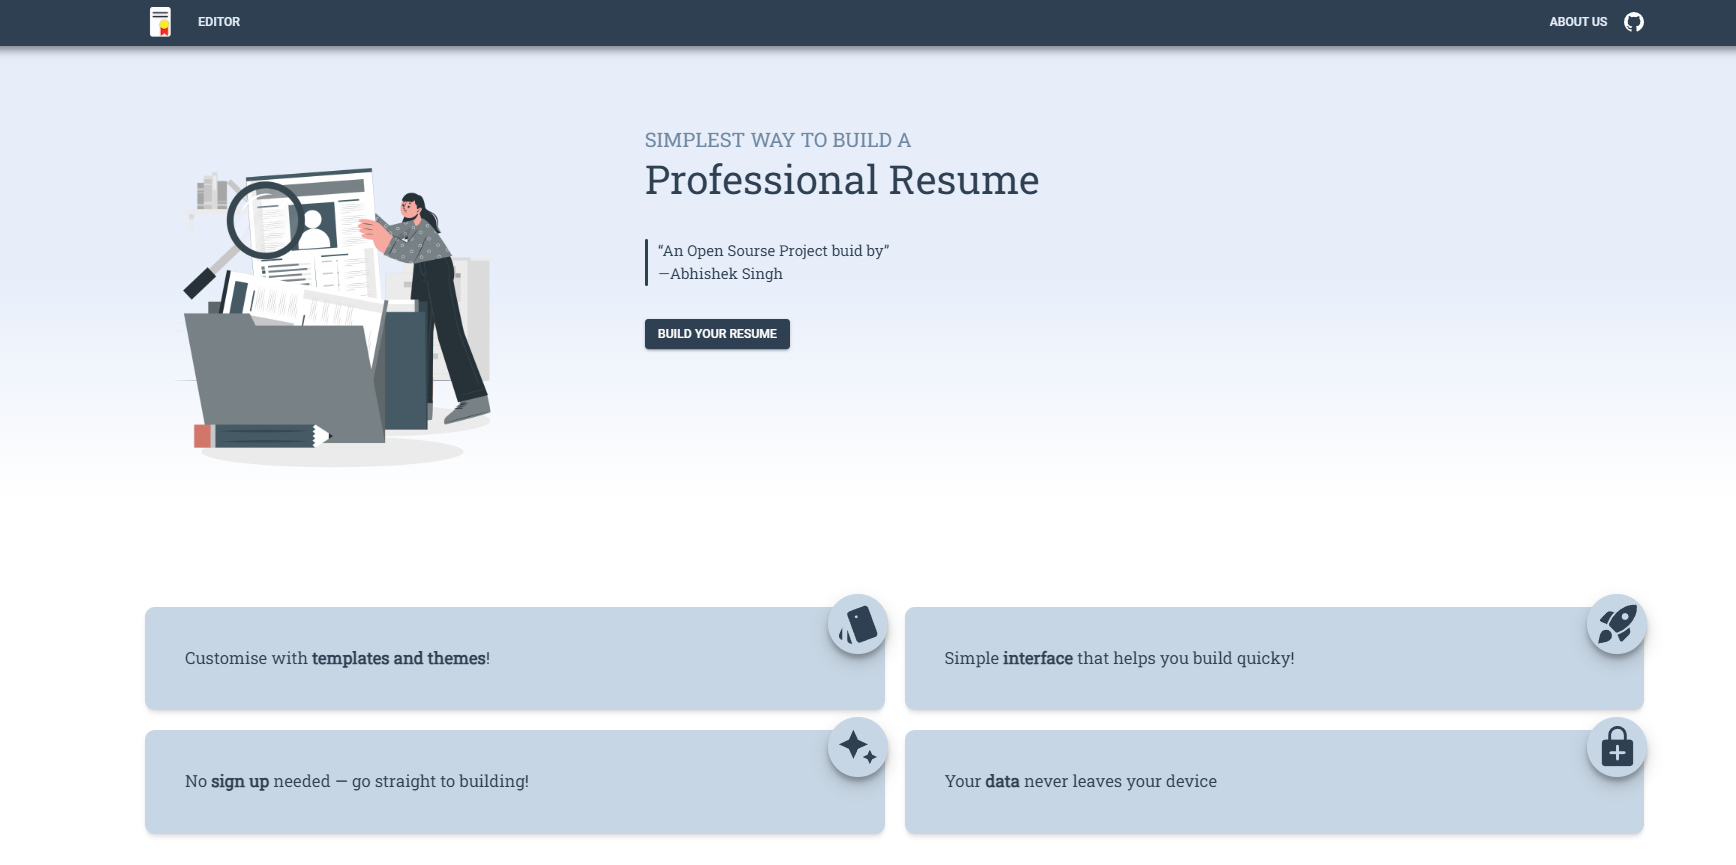 EDITOR
ABOUT US
SIMPLEST WAY TO BUILD A
Professional Resume
“An Open Sourse Project buid by”
—Abhishek Singh
BUILD YOUR RESUME
Customise with templates and themes!
Simple interface that helps you build quicky!
No sign up needed — go straight to building!
Your data never leaves your device